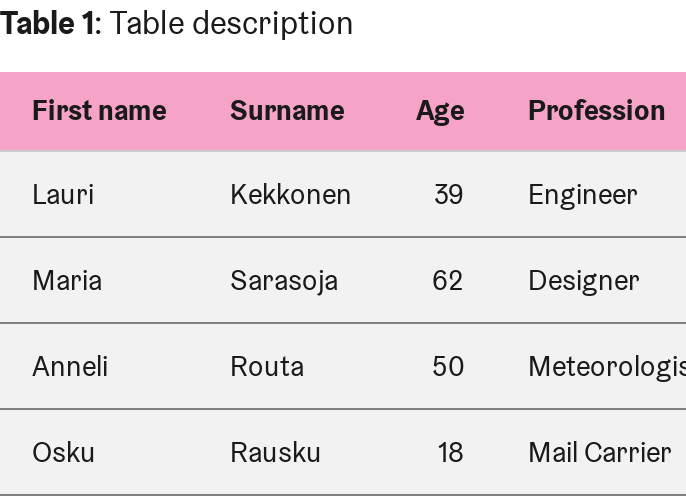 Table 1: Table description
First name Surname Age Profession
Lauri Kekkonen 39 Engineer
Maria Sarasoja 62 Designer
Anneli Routa 50 Meteorologis
Osku Rausku 18 Mail Carrier